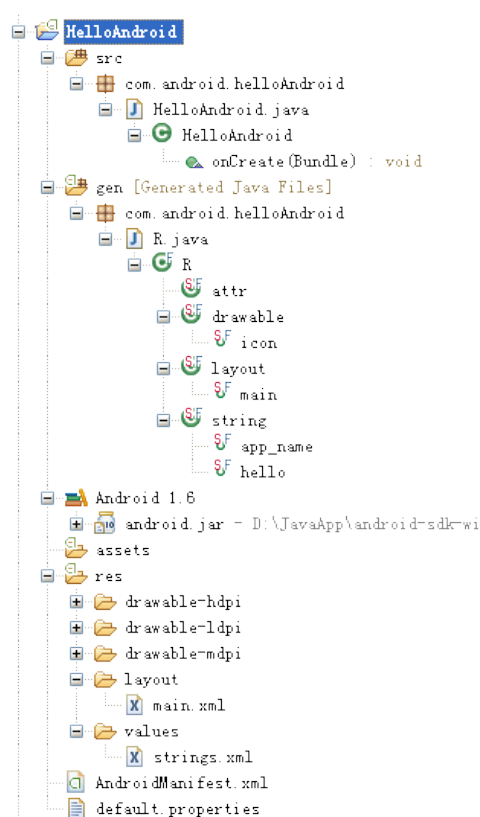 HelloAndroid
src
com.android.helloAndroid
HelloAndroid.java
HelloAndroid
onCreate(Bundle) : void
gen [Generated Java Files]
com.android.helloAndroid
R.java
R
attr
drawable
icon
layout
main
string
app_name
hello
Android 1.6
android.jar - D:\JavaApp\android-sdk-wi
assets
res
drawable-hdpi
drawable-ldpi
drawable-mdpi
layout
main.xml
values
strings.xml
AndroidManifest.xml
default.properties